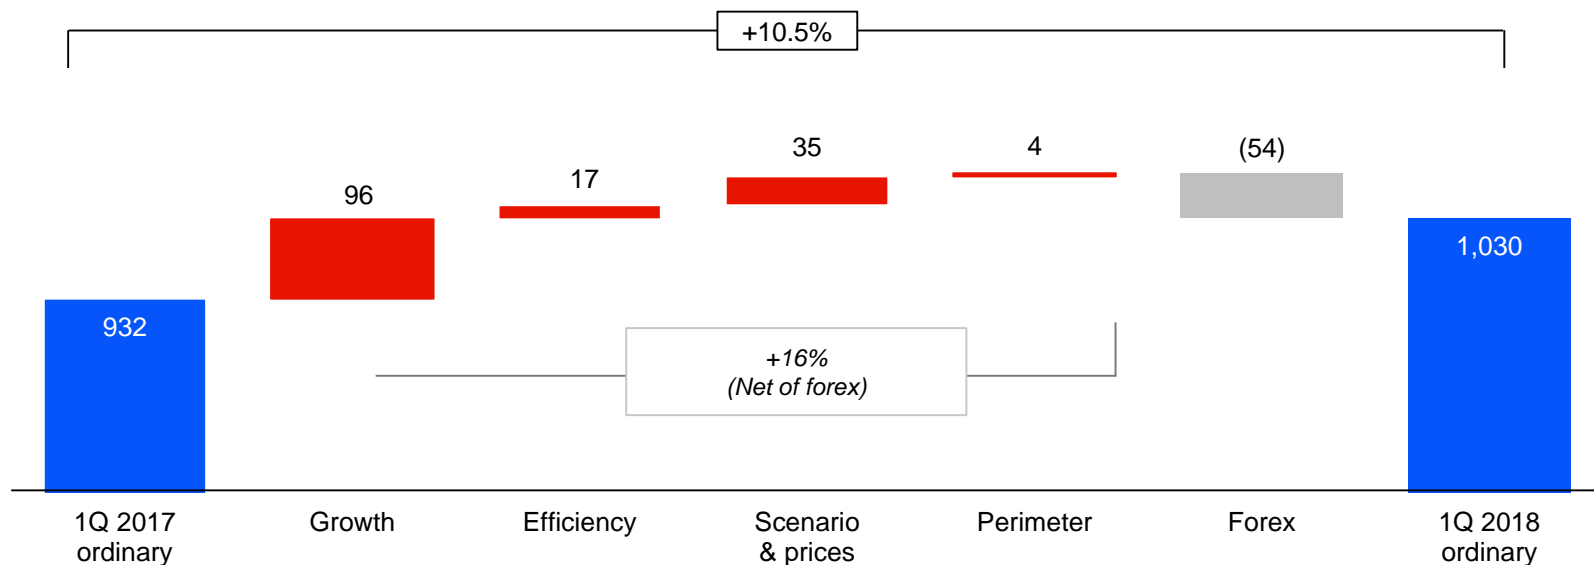 +10.5%
96
17
35
4
(54)
932
1,030
+16%
(Net of forex)
1Q 2017
ordinary
Growth
Efficiency
Scenario
& prices
Perimeter
Forex
1Q 2018
ordinary